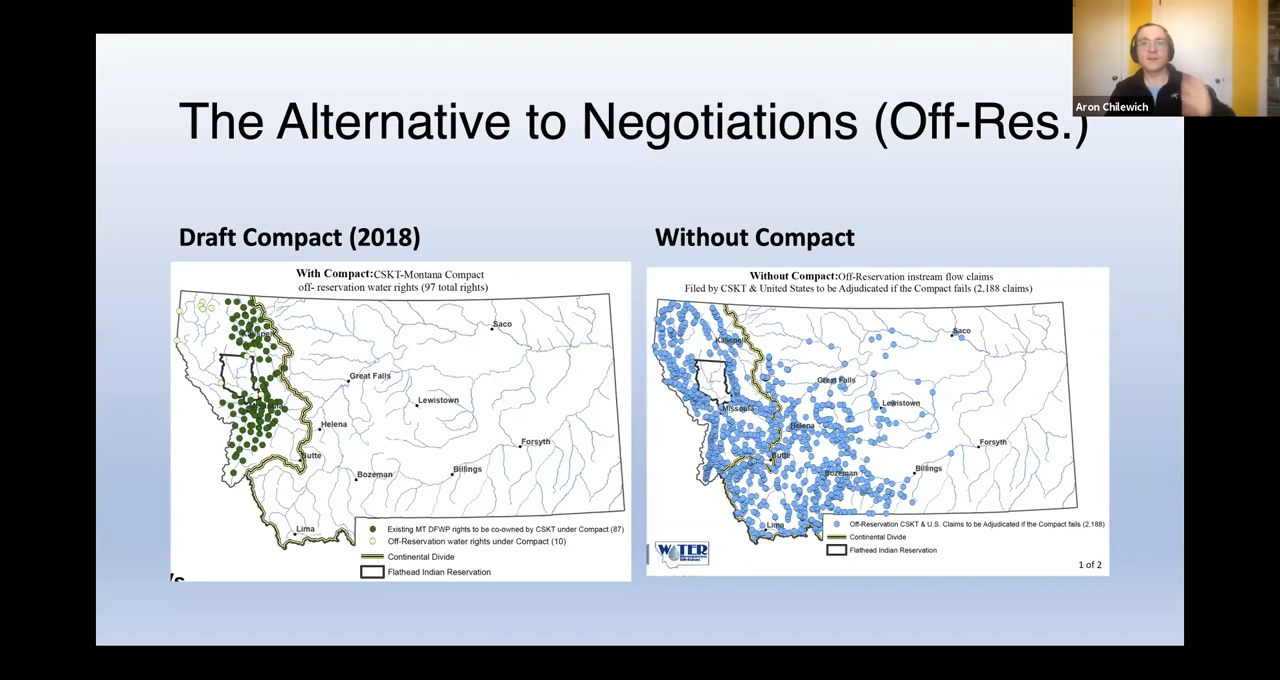 The Alternative to Negotiations (Off-Res.)
Aron Chilewich
Draft Compact (2018)
With Compact:CSKT-Montana Compact
off- reservation water rights (97 total rights)
Saco
Great Falls
Lewistown
Helena
Forsyth
Butte
Billings
Bozeman
Lima
Existing MT DFWP rights to be co-owned by CSKT under Compact (87)
Off-Reservation water rights under Compact (10)
Continental Divide
Flathead Indian Reservation
Without Compact
Without Compact:Off-Reservation instream flow claims
Filed by CSKT & United States to be Adjudicated if the Compact fails (2,188 claims)
Saco
Kalispell
Great Falls
Lewistown
Missoula
Helena
Forsyth
Butte
Billings
Bozeman
Lima
Off-Reservation CSKT & U.S. Claims to be Adjudicated if the Compact fails (2,188)
Continental Divide
Flathead Indian Reservation
WATER
Resources
Division
1 of 2